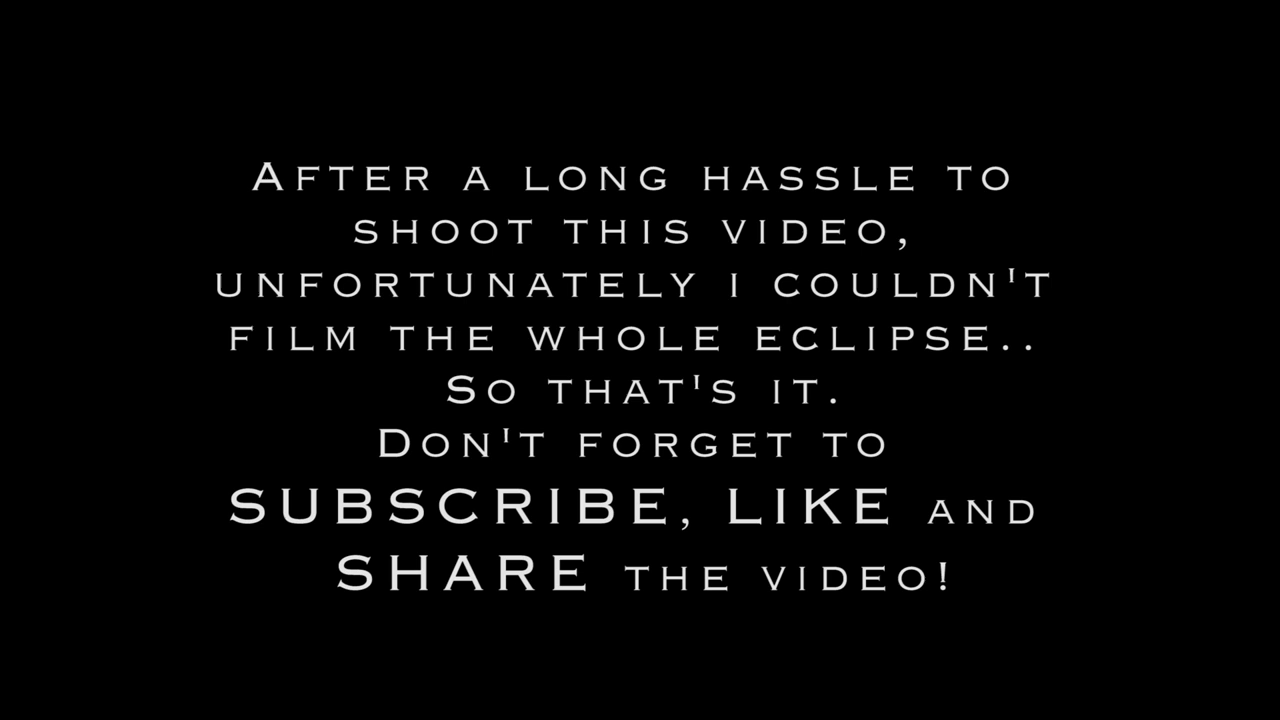 After a long hassle to
shoot this video,
unfortunately i couldn't
film the whole eclipse..
So that's it.
Don't forget to
SUBSCRIBE, LIKE and
SHARE the video!